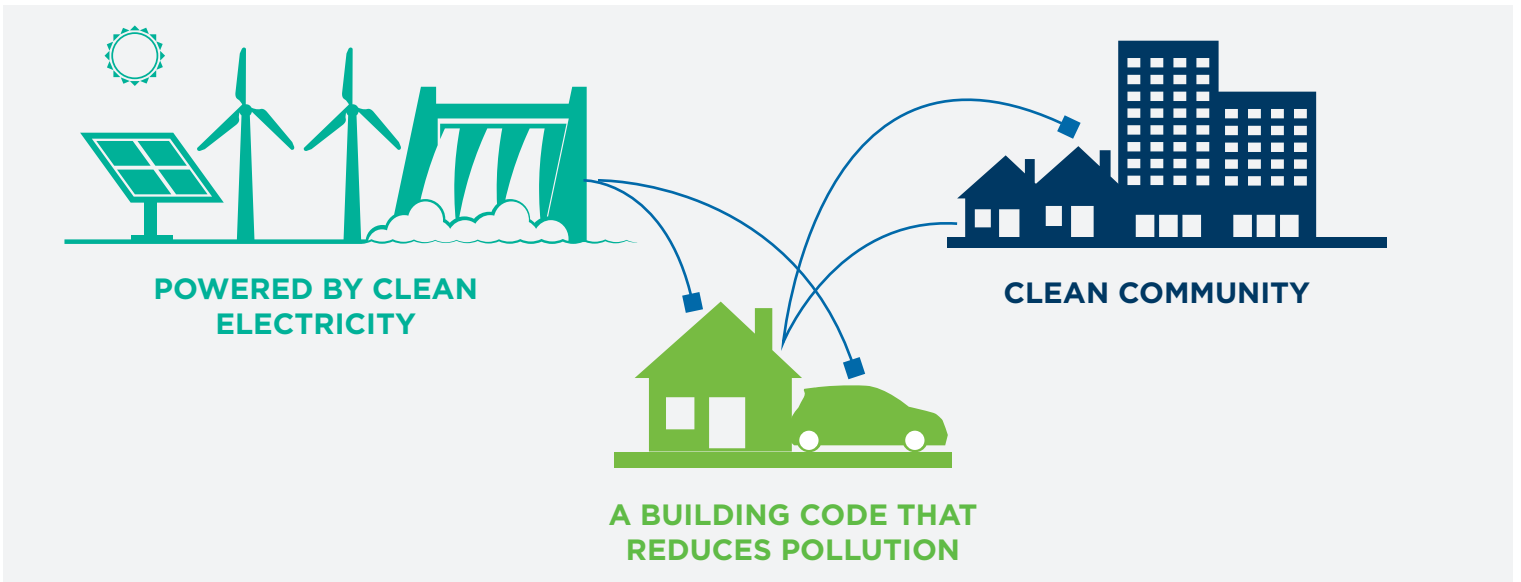 POWERED BY CLEAN
ELECTRICITY
CLEAN COMMUNITY
A BUILDING CODE THAT
REDUCES POLLUTION